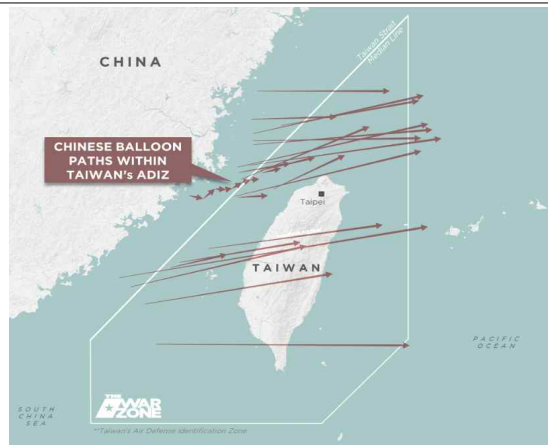 CHINA
Taiwan Strait
Median Line
CHINESE BALLOON
PATHS WITHIN
TAIWAN's ADIZ
Taipei
TAIWAN
PACIFIC
OCEAN
THE
WAR
ZONE
SOUTH
CHINA
SEA
**Taiwan's Air Defense Identification Zone